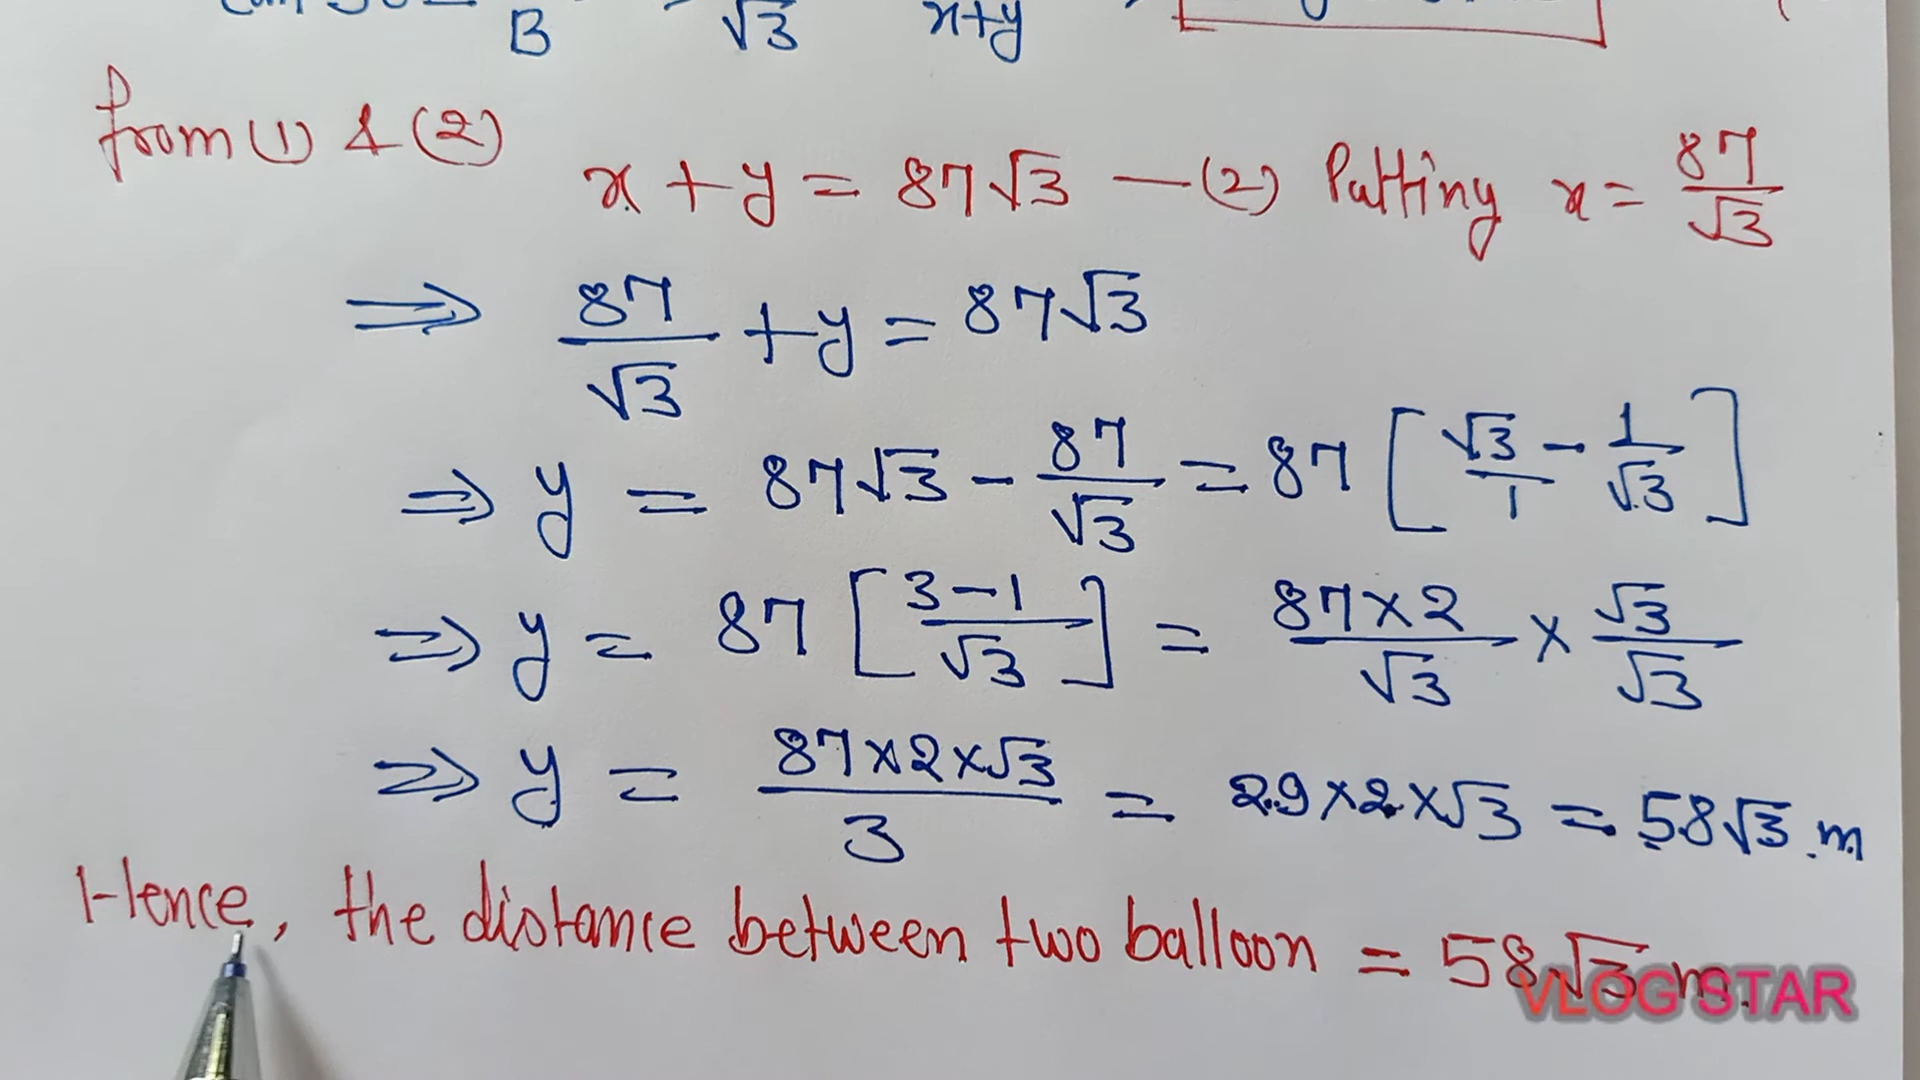 B √3 x+y
from (1) & (2)
x + y = 87√3 — (2) Putting x = 87/√3
⇒ 87/√3 + y = 87√3
⇒ y = 87√3 - 87/√3 = 87 [√3/1 - 1/√3]
⇒ y = 87 [3-1/√3] = 87×2/√3 × √3/√3
⇒ y = 87×2×√3/3 = 29×2×√3 = 58√3 m
Hence, the distance between two balloon = 58√3 m.
VLOG STAR